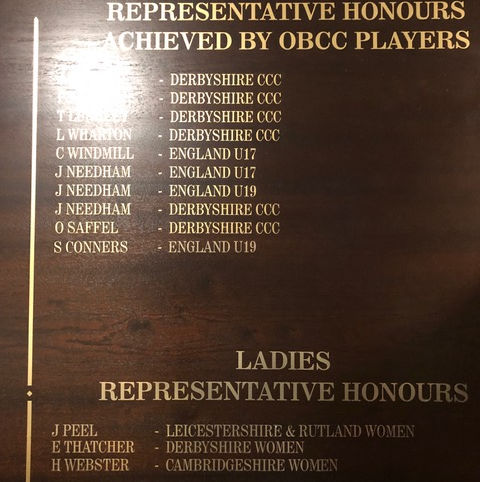 REPRESENTATIVE HONOURS
ACHIEVED BY OBCC PLAYERS
- DERBYSHIRE CCC
- DERBYSHIRE CCC
- DERBYSHIRE CCC
L WHARTON - DERBYSHIRE CCC
C WINDMILL - ENGLAND U17
J NEEDHAM - ENGLAND U17
J NEEDHAM - ENGLAND U19
J NEEDHAM - DERBYSHIRE CCC
O SAFFEL - DERBYSHIRE CCC
S CONNERS - ENGLAND U19
LADIES
REPRESENTATIVE HONOURS
J PEEL - LEICESTERSHIRE & RUTLAND WOMEN
E THATCHER - DERBYSHIRE WOMEN
H WEBSTER - CAMBRIDGESHIRE WOMEN